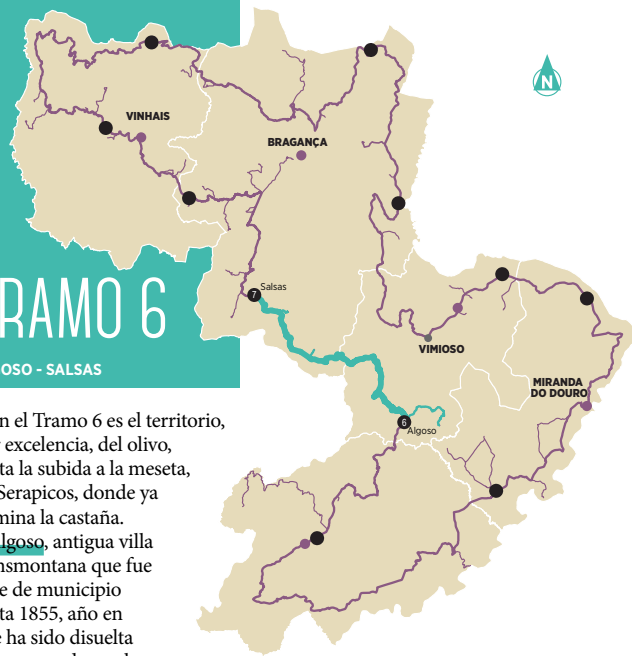 N
VINHAIS
BRAGANÇA
7 Salsas
VIMIOSO
MIRANDA
DO DOURO
6
Algoso
RAMO 6
OSO - SALSAS
n el Tramo 6 es el territorio,
excelencia, del olivo,
ta la subida a la meseta,
Serapicos, donde ya
mina la castaña.
lgoso, antigua villa
nsmontana que fue
e de municipio
ta 1855, año en
e ha sido disuelta